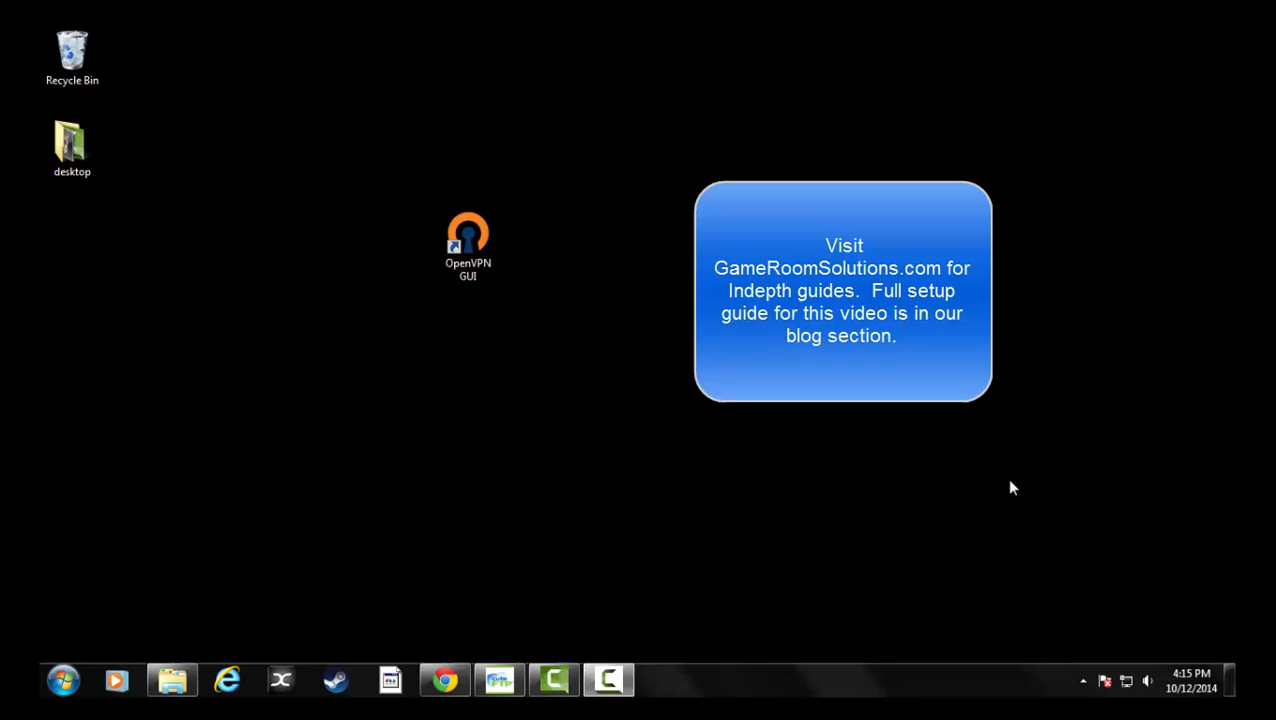 Recycle Bin
desktop
OpenVPN
GUI
Visit
GameRoomSolutions.com for
Indepth guides. Full setup
guide for this video is in our
blog section.
4:15 PM
10/12/2014